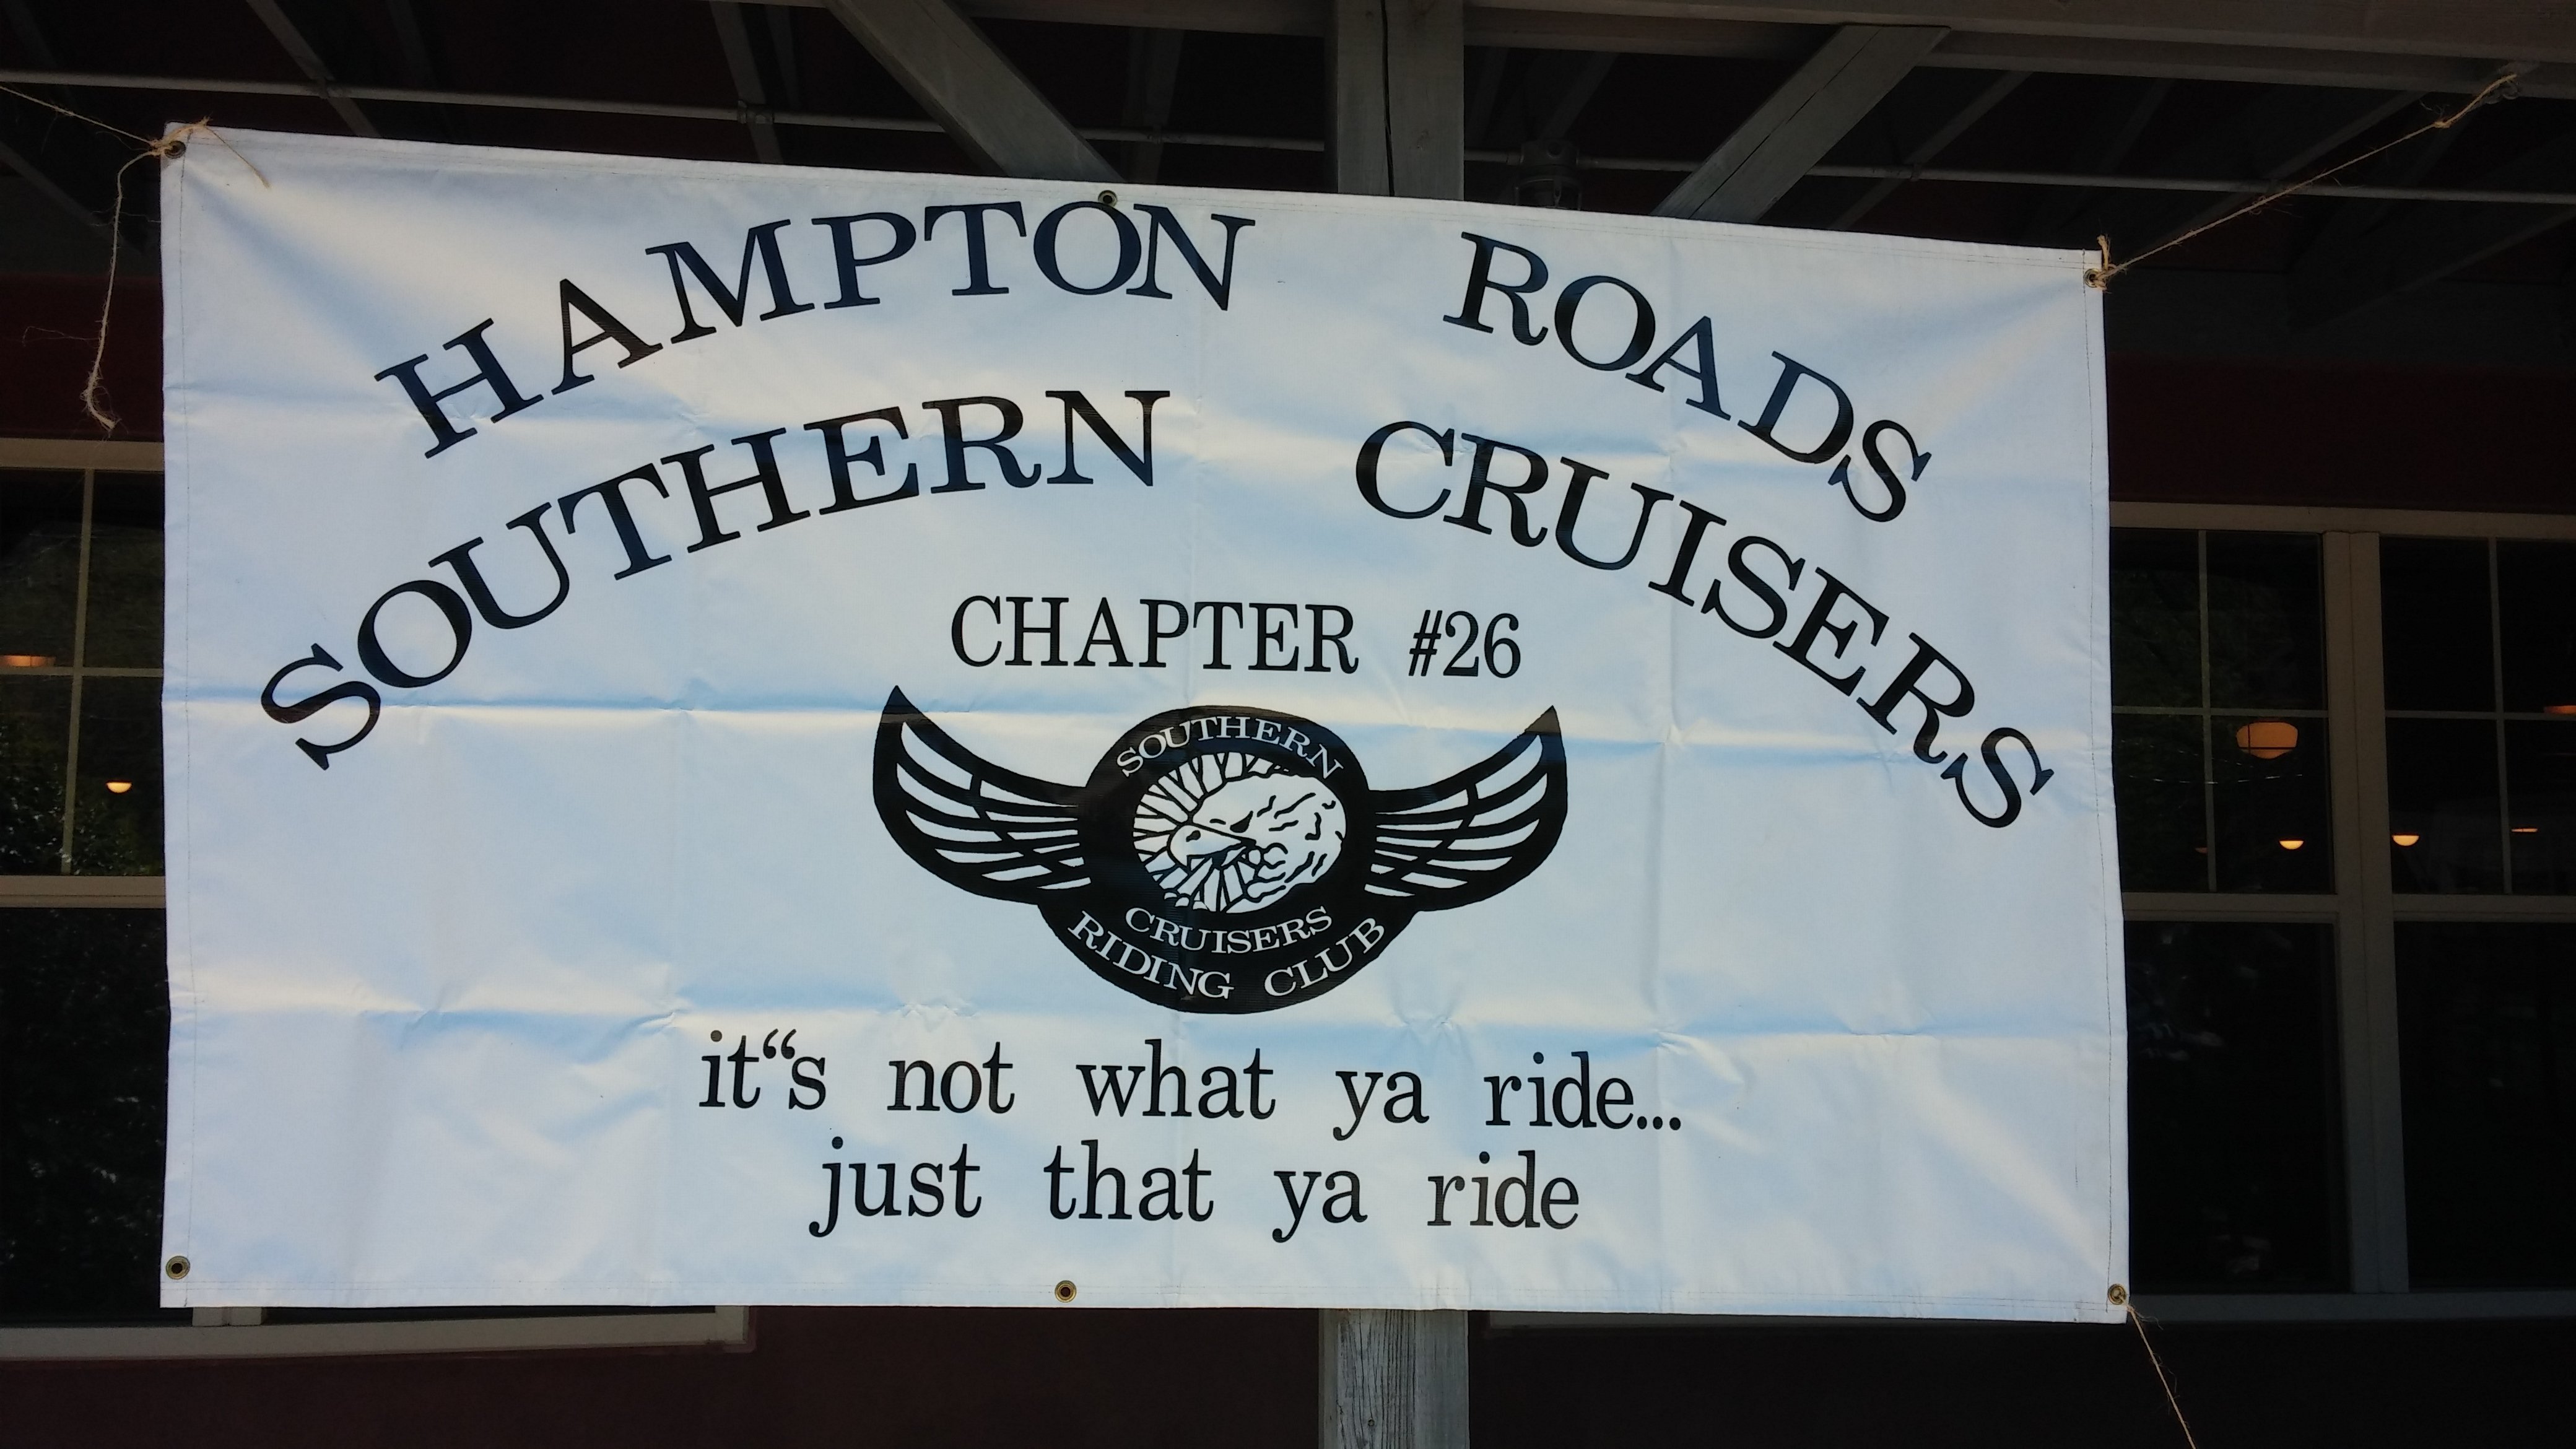 HAMPTON ROADS
SOUTHERN CRUISERS
CHAPTER #26
SOUTHERN
CRUISERS
RIDING CLUB
it“s not what ya ride...
just that ya ride